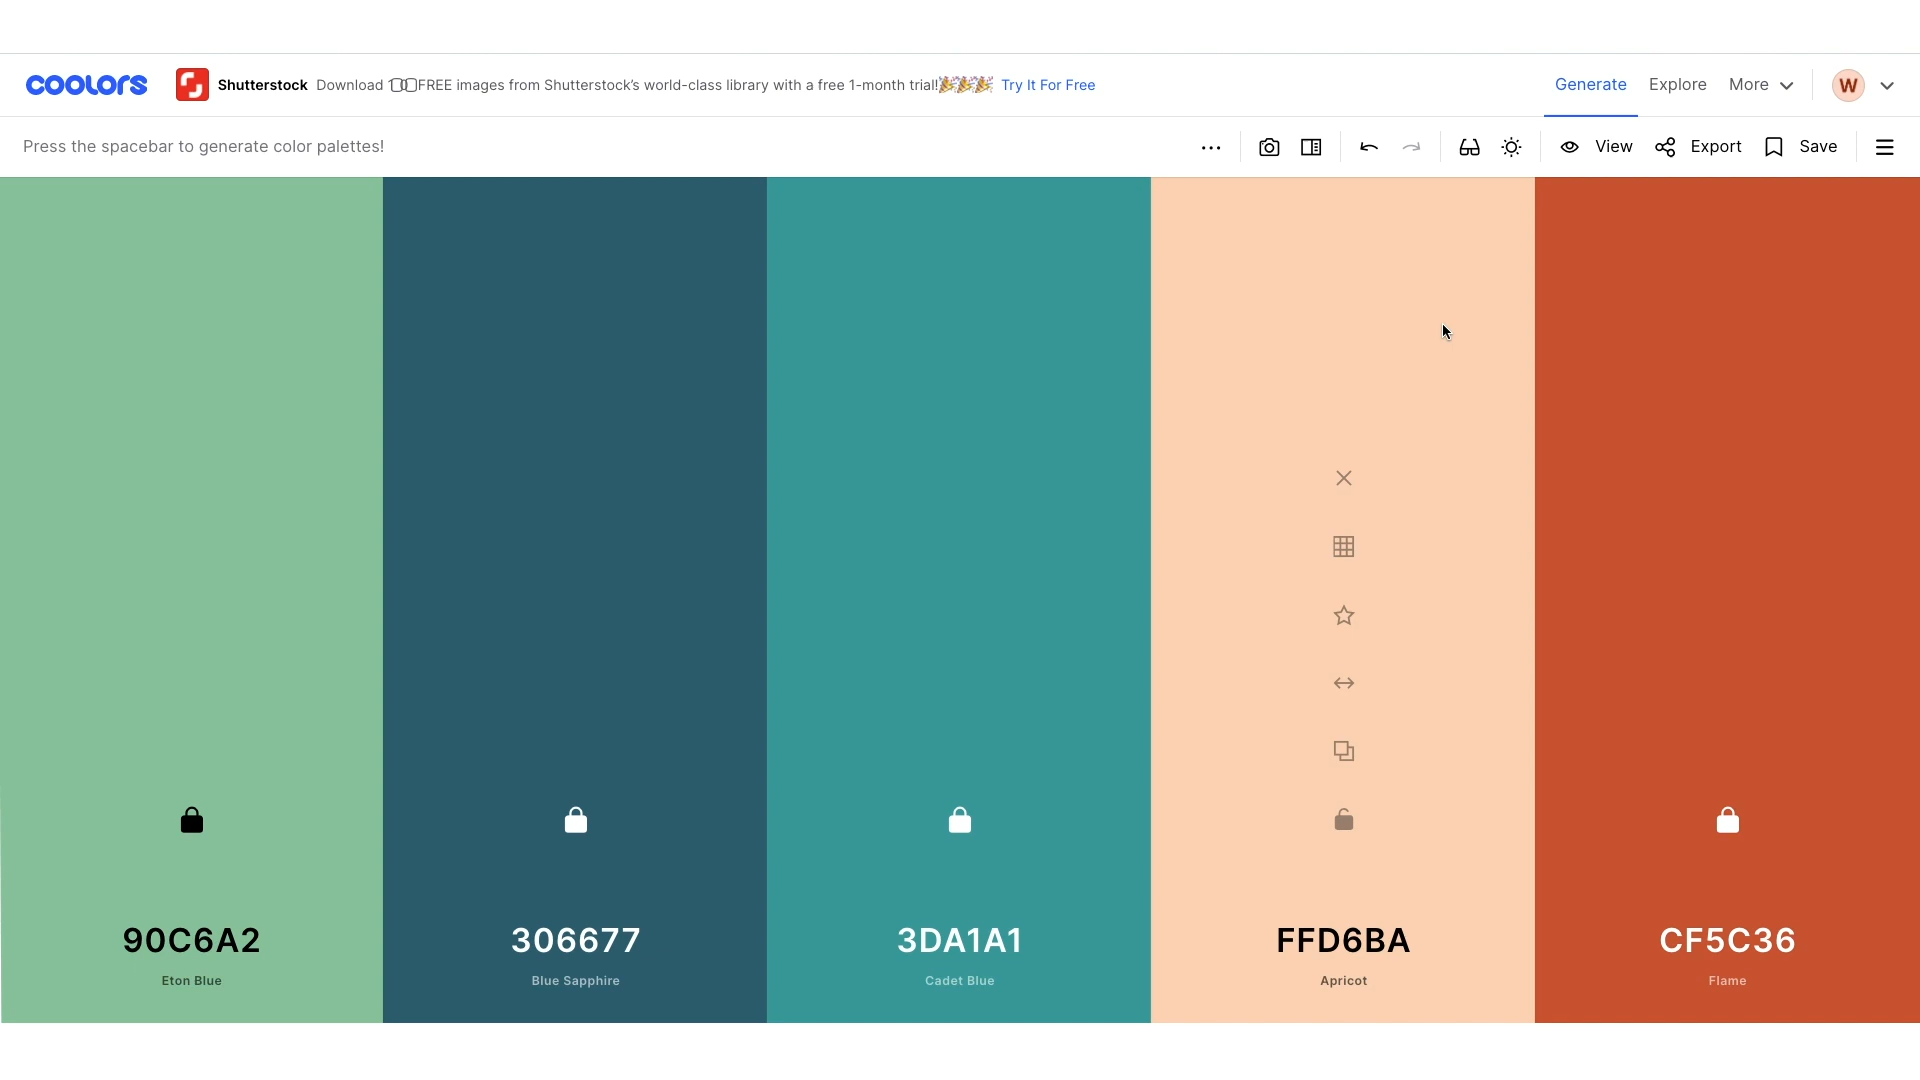 coolors
Shutterstock Download 100 FREE images from Shutterstock's world-class library with a free 1-month trial!🎉🎉🎉 Try It For Free
Generate Explore More W
Press the spacebar to generate color palettes!
View Export Save
90C6A2
Eton Blue
306677
Blue Sapphire
3DA1A1
Cadet Blue
FFD6BA
Apricot
CF5C36
Flame